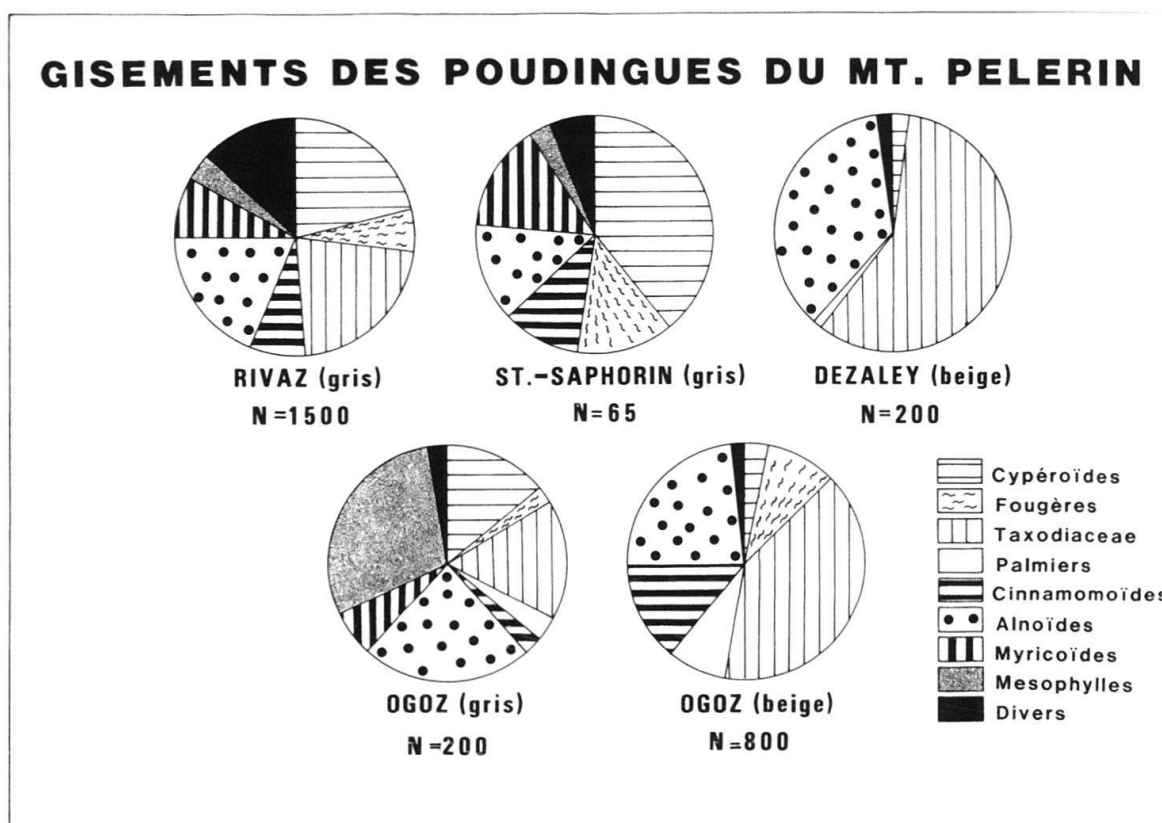 GISEMENTS DES POUDINGUES DU MT. PELERIN
RIVAZ (gris)
N=1500
ST.-SAPHORIN (gris)
N=65
DEZALEY (beige)
N=200
OGOZ (gris)
N=200
OGOZ (beige)
N=800
Cypéroïdes
Fougères
Taxodiaceae
Palmiers
Cinnamomoïdes
Alnoïdes
Myricoïdes
Mesophylles
Divers